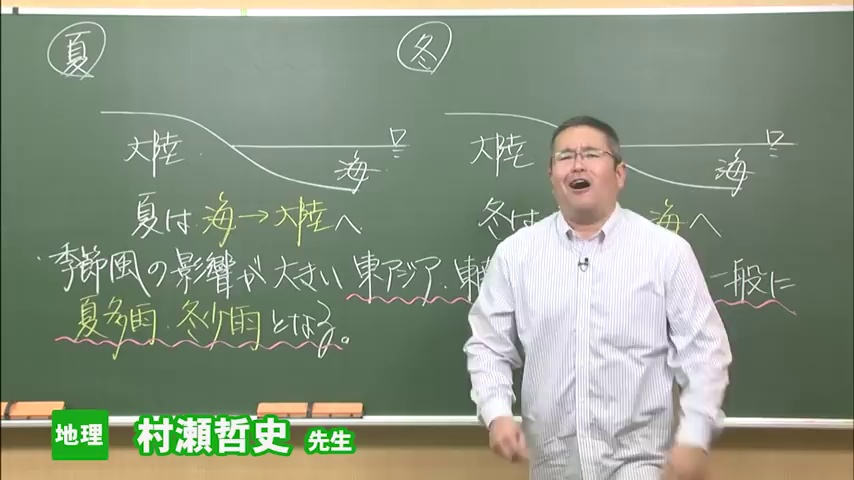 夏
冬
大陸 海
大陸 海
夏は 海→大陸へ
冬は 海へ
・季節風の影響が大きい 東アジア・東 一般に
夏多雨・冬少雨となる。
地理 村瀬哲史 先生